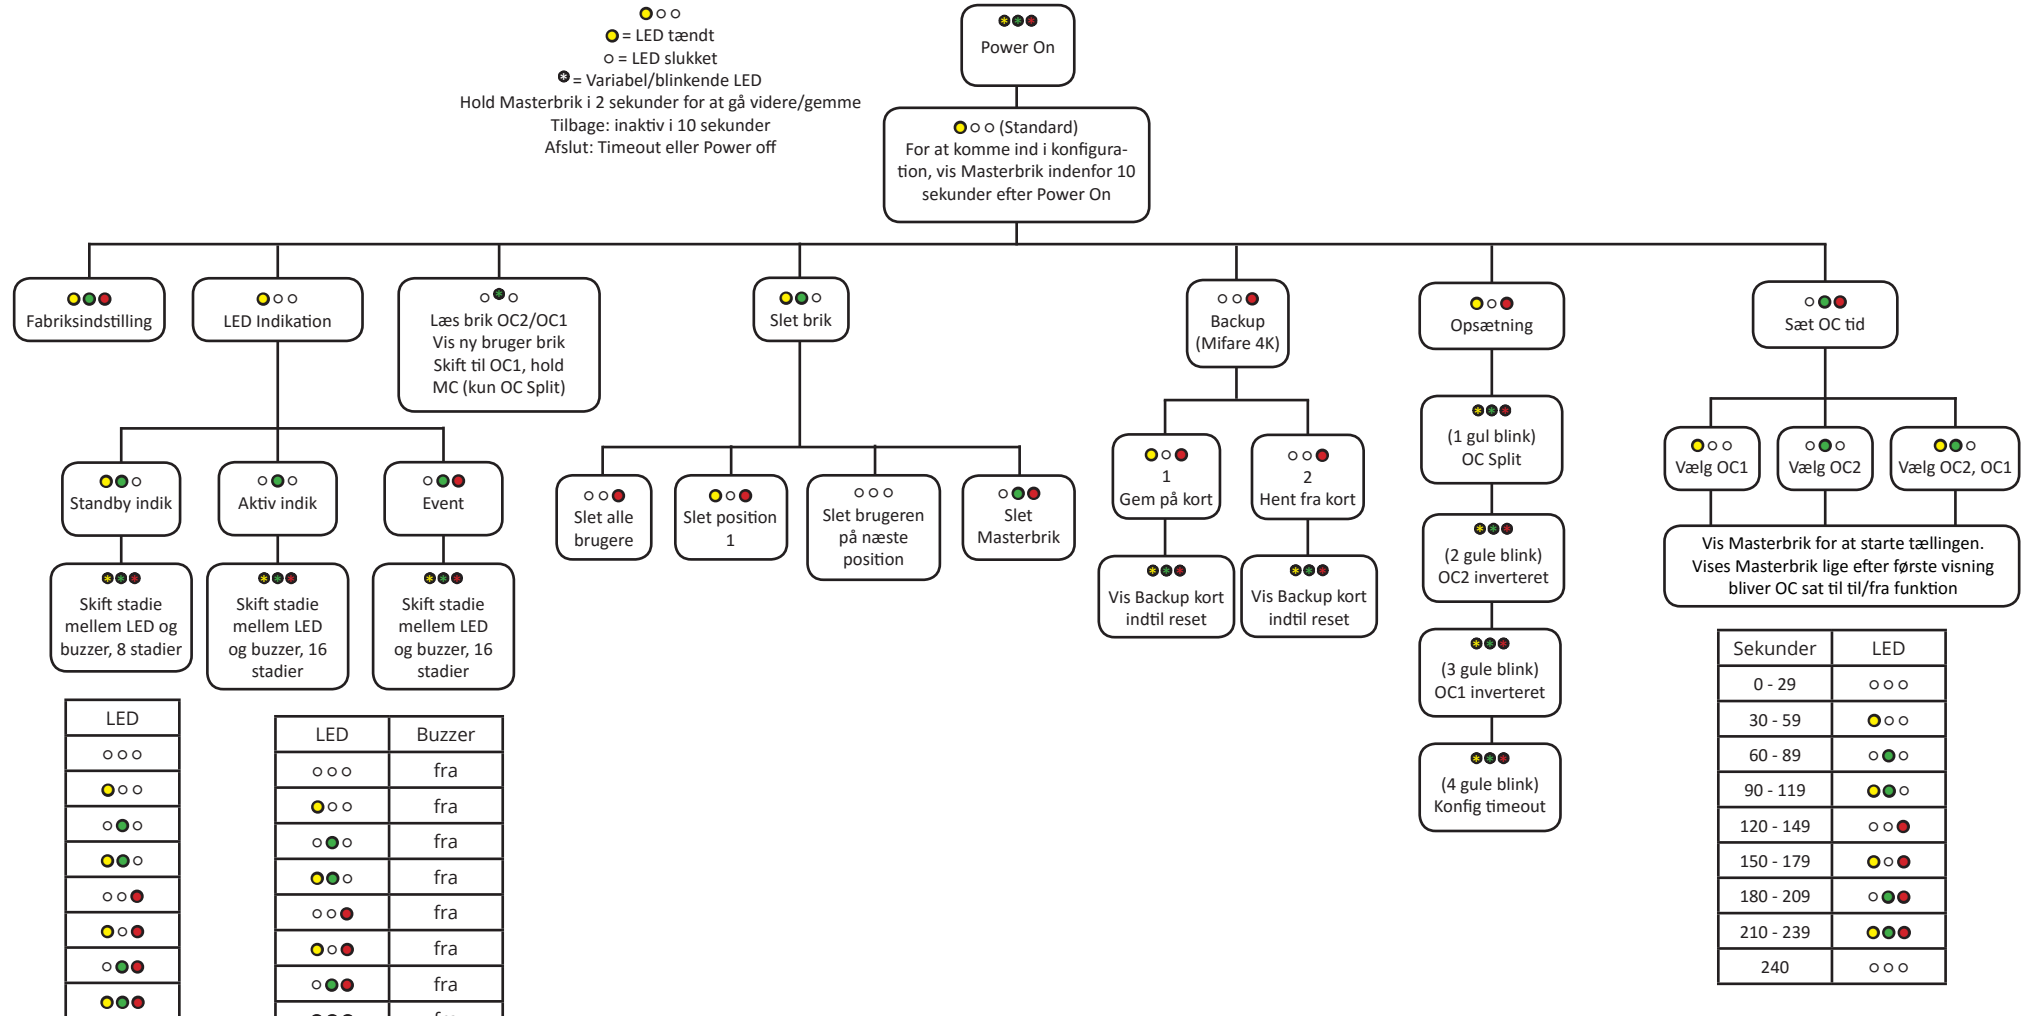 = LED tændt
= LED slukket
= Variabel/blinkende LED
Hold Masterbrik i 2 sekunder for at gå videre/gemme
Tilbage: inaktiv i 10 sekunder
Afslut: Timeout eller Power off
Power On
(Standard)
For at komme ind i konfigura-
tion, vis Masterbrik indenfor 10
sekunder efter Power On
Fabriksindstilling
LED Indikation
Læs brik OC2/OC1
Vis ny bruger brik
Skift til OC1, hold
MC (kun OC Split)
Slet brik
Backup
(Mifare 4K)
Opsætning
Sæt OC tid
Standby indik
Aktiv indik
Event
Skift stadie
mellem LED og
buzzer, 8 stadier
Skift stadie
mellem LED
og buzzer, 16
stadier
Skift stadie
mellem LED
og buzzer, 16
stadier
Slet alle
brugere
Slet position
1
Slet brugeren
på næste
position
Slet
Masterbrik
1
Gem på kort
2
Hent fra kort
Vis Backup kort
indtil reset
Vis Backup kort
indtil reset
(1 gul blink)
OC Split
(2 gule blink)
OC2 inverteret
(3 gule blink)
OC1 inverteret
(4 gule blink)
Konfig timeout
Vælg OC1
Vælg OC2
Vælg OC2, OC1
Vis Masterbrik for at starte tællingen.
Vises Masterbrik lige efter første visning
bliver OC sat til til/fra funktion
LED
LED Buzzer
fra
fra
fra
fra
fra
fra
fra
Sekunder LED
0 - 29
30 - 59
60 - 89
90 - 119
120 - 149
150 - 179
180 - 209
210 - 239
240